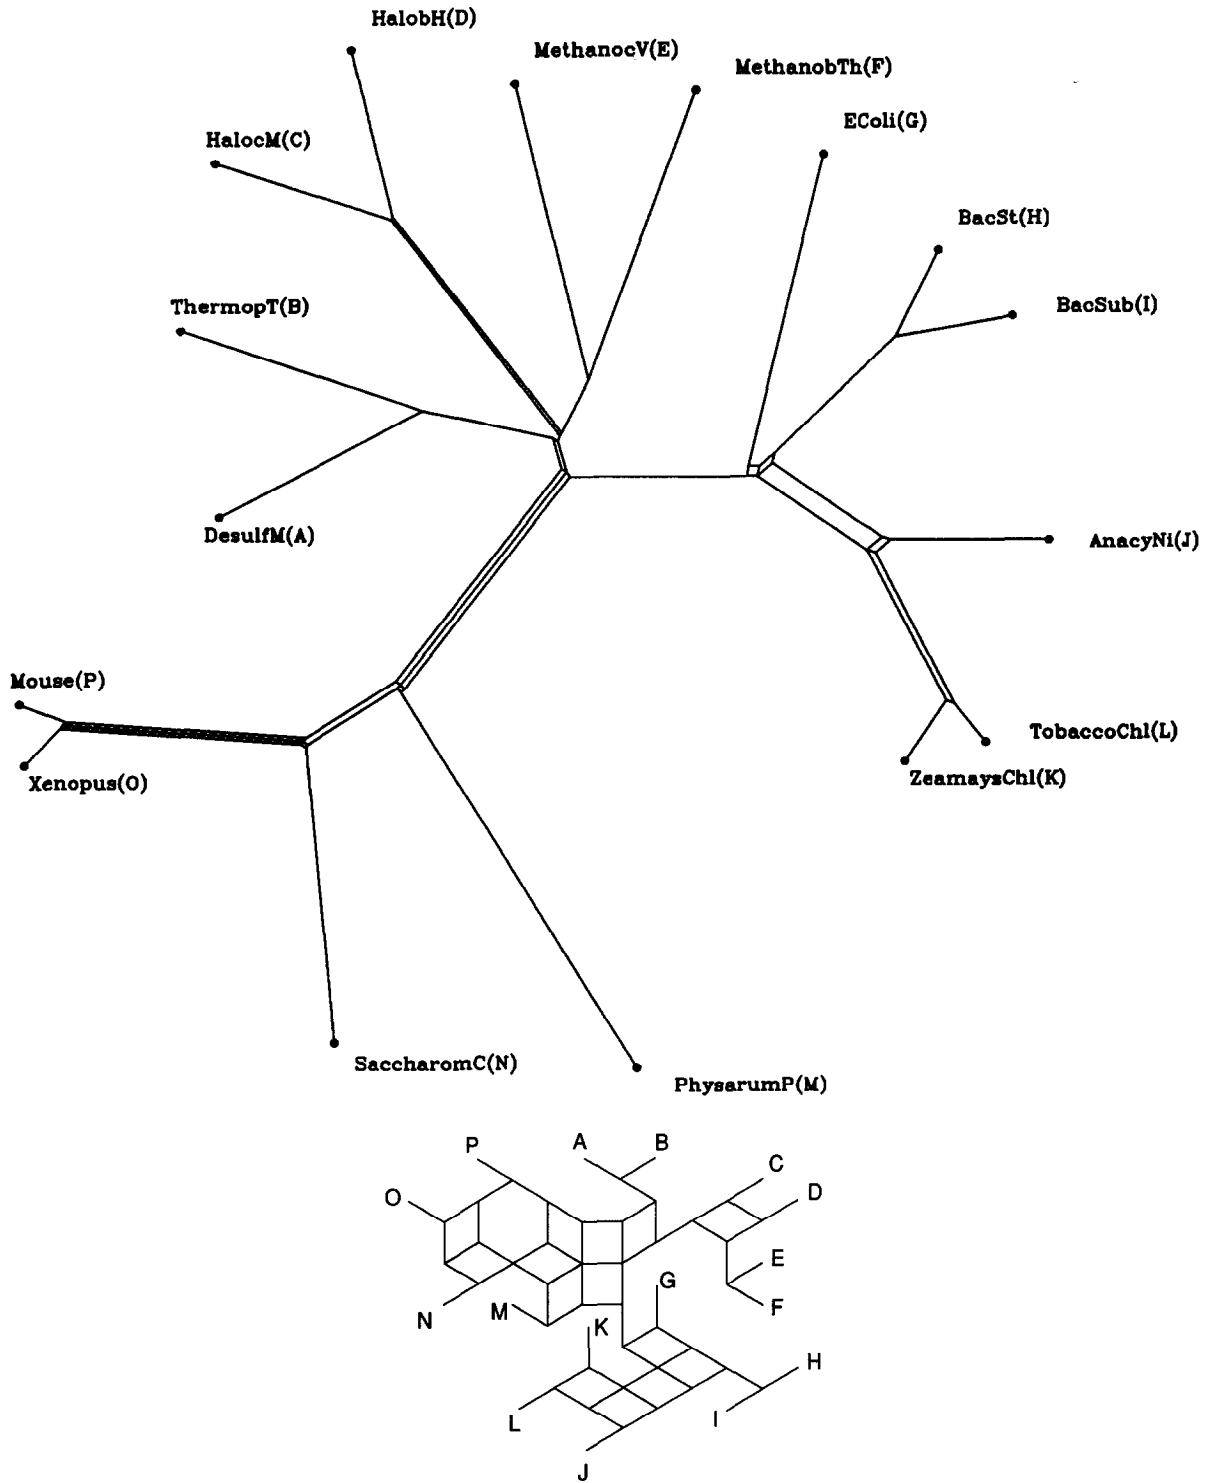 HalobH(D)
MethanocV(E)
MethanobTh(F)
EColi(G)
HalocM(C)
BacSt(H)
ThermopT(B)
BacSub(I)
DesulfM(A)
AnacyNi(J)
Mouse(P)
TobaccoChl(L)
Xenopus(O)
ZeamaysChl(K)
SaccharomC(N)
PhysarumP(M)
P
A
B
C
D
O
E
G
F
N
M
K
H
L
I
J